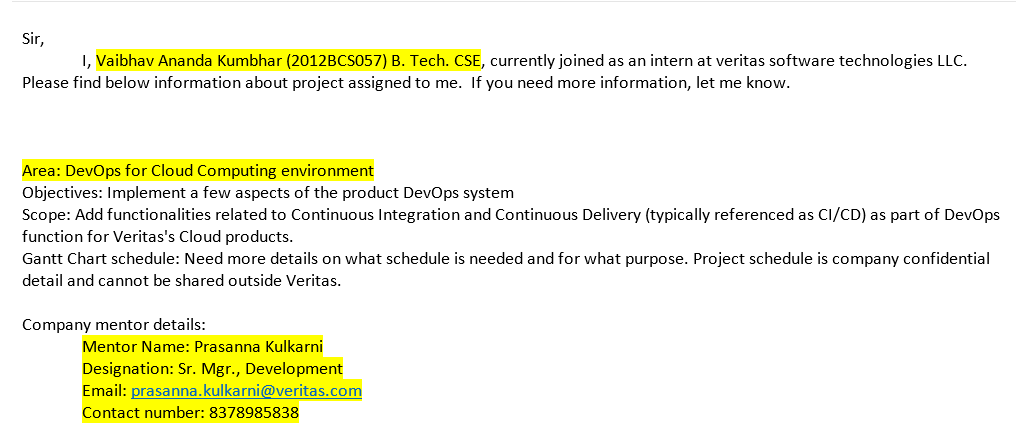 Sir,
I, Vaibhav Ananda Kumbhar (2012BCS057) B. Tech. CSE, currently joined as an intern at veritas software technologies LLC.
Please find below information about project assigned to me.  If you need more information, let me know.
Area: DevOps for Cloud Computing environment
Objectives: Implement a few aspects of the product DevOps system
Scope: Add functionalities related to Continuous Integration and Continuous Delivery (typically referenced as CI/CD) as part of DevOps
function for Veritas's Cloud products.
Gantt Chart schedule: Need more details on what schedule is needed and for what purpose. Project schedule is company confidential
detail and cannot be shared outside Veritas.
Company mentor details:
Mentor Name: Prasanna Kulkarni
Designation: Sr. Mgr., Development
Email: prasanna.kulkarni@veritas.com
Contact number: 8378985838